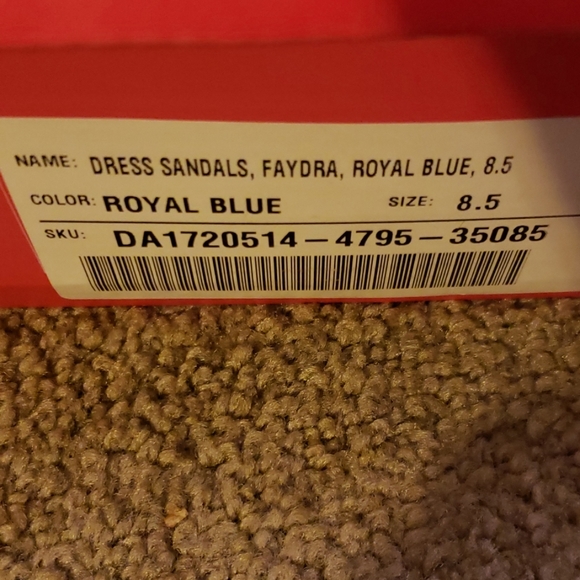 NAME: DRESS SANDALS, FAYDRA, ROYAL BLUE, 8.5
COLOR: ROYAL BLUE SIZE: 8.5
SKU: DA1720514-4795-35085